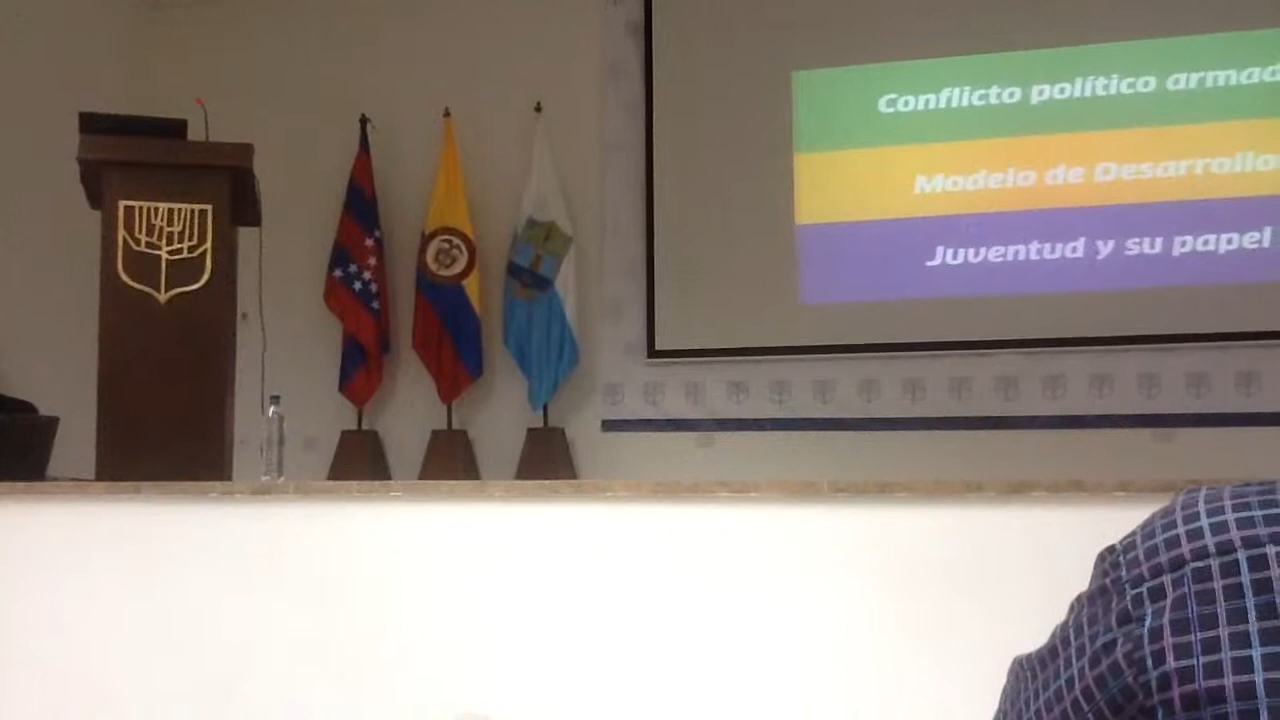 Conflicto político armad
Modelo de Desarrollo
Juventud y su papel